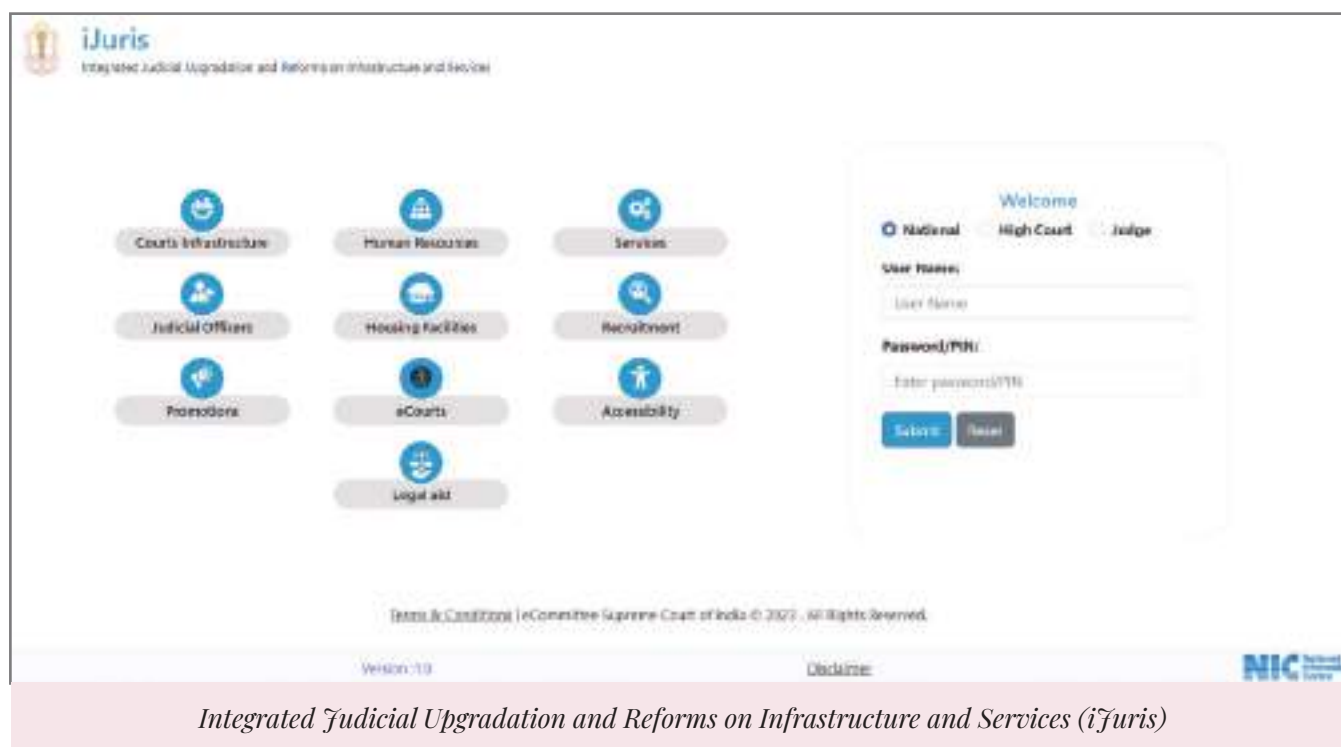 iJuris
Integrated Judicial Upgradation and Reforms on Infrastructure and Services
Courts Infrastructure
Human Resources
Services
Judicial Officers
Housing Facilities
Recruitment
Promotions
eCourts
Accessibility
Legal aid
Welcome
National High Court Judge
User Name:
User Name
Password/PIN:
Enter password/PIN
Submit Reset
Terms & Conditions | eCommittee Supreme Court of India © . All Rights Reserved.
Version :1.0
Disclaimer
NIC National Informatics Centre
Integrated Judicial Upgradation and Reforms on Infrastructure and Services (iJuris)